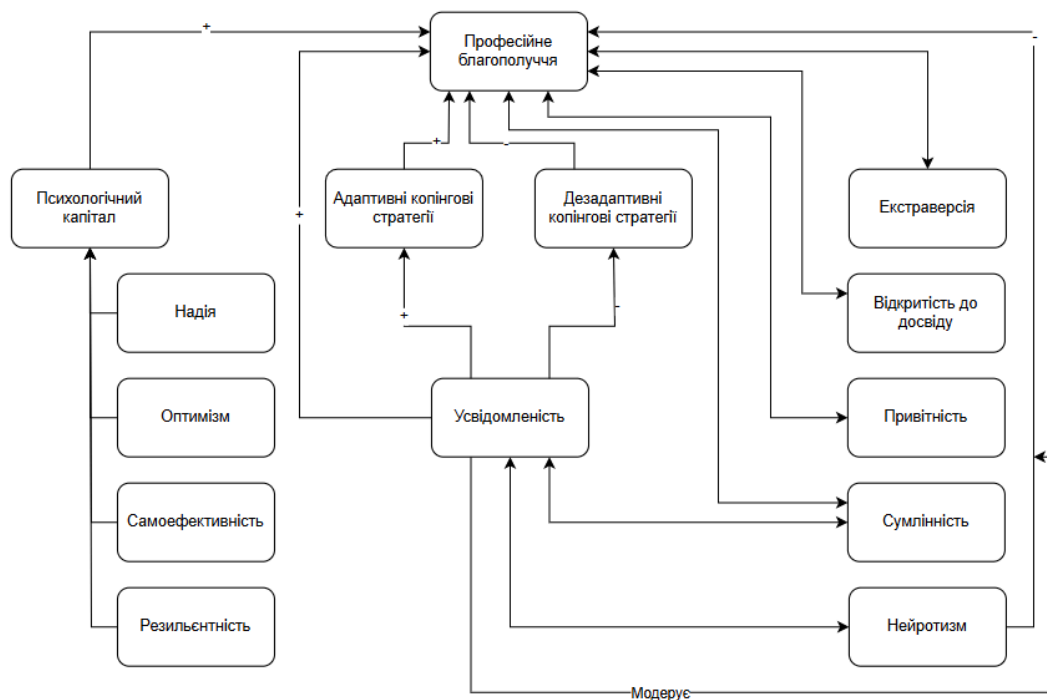 +
-
Професійне
благополуччя
+
-
Психологічний
капітал
Адаптивні копінгові
стратегії
Дезадаптивні
копінгові стратегії
Екстраверсія
+
Надія
+
-
Відкритість до
досвіду
Оптимізм
Усвідомленість
Привітність
Самоефективність
Сумлінність
Резильєнтність
Нейротизм
Модерує